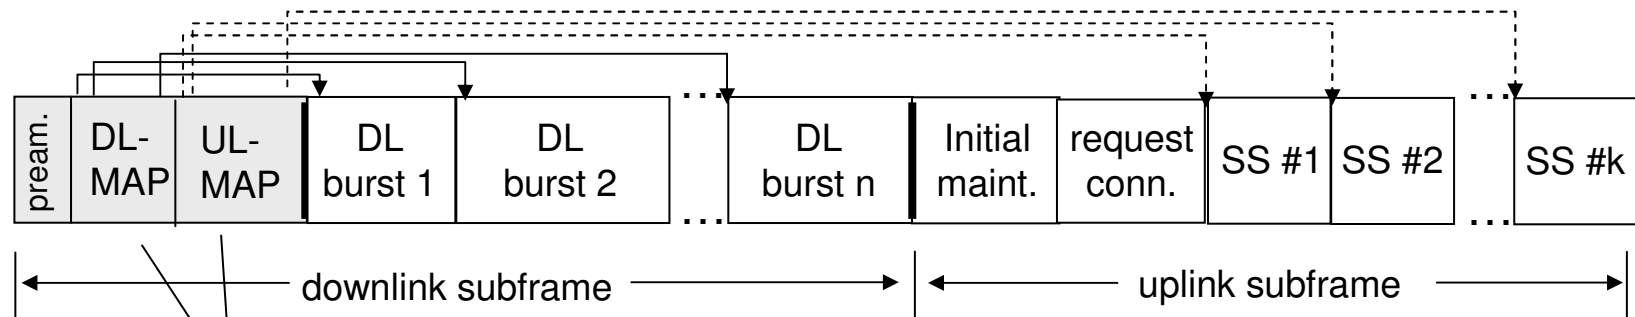 pream.
DL-
MAP
UL-
MAP
DL
burst 1
DL
burst 2
...
...
DL
burst n
Initial
maint.
request
conn.
SS #1
SS #2
...
...
SS #k
downlink subframe
uplink subframe